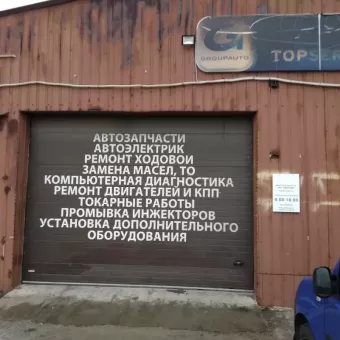 GROUPAUTO
TOPSER
АВТОЗАПЧАСТИ
АВТОЭЛЕКТРИК
РЕМОНТ ХОДОВОЙ
ЗАМЕНА МАСЕЛ, ТО
КОМПЬЮТЕРНАЯ ДИАГНОСТИКА
РЕМОНТ ДВИГАТЕЛЕЙ И КПП
ТОКАРНЫЕ РАБОТЫ
ПРОМЫВКА ИНЖЕКТОРОВ
УСТАНОВКА ДОПОЛНИТЕЛЬНОГО
ОБОРУДОВАНИЯ